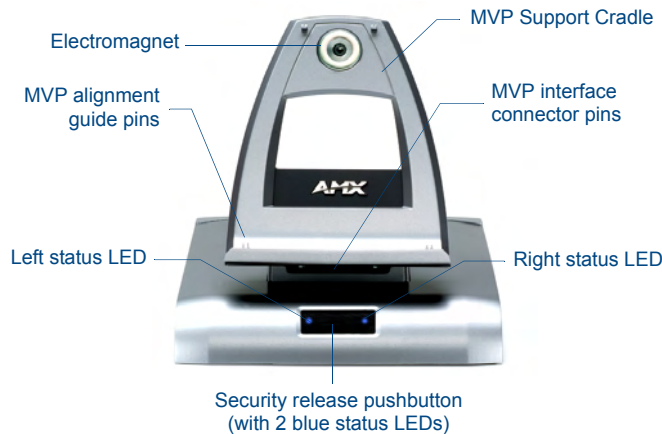 MVP Support Cradle
Electromagnet
MVP alignment
guide pins
MVP interface
connector pins
AMX
Left status LED
Right status LED
Security release pushbutton
(with 2 blue status LEDs)